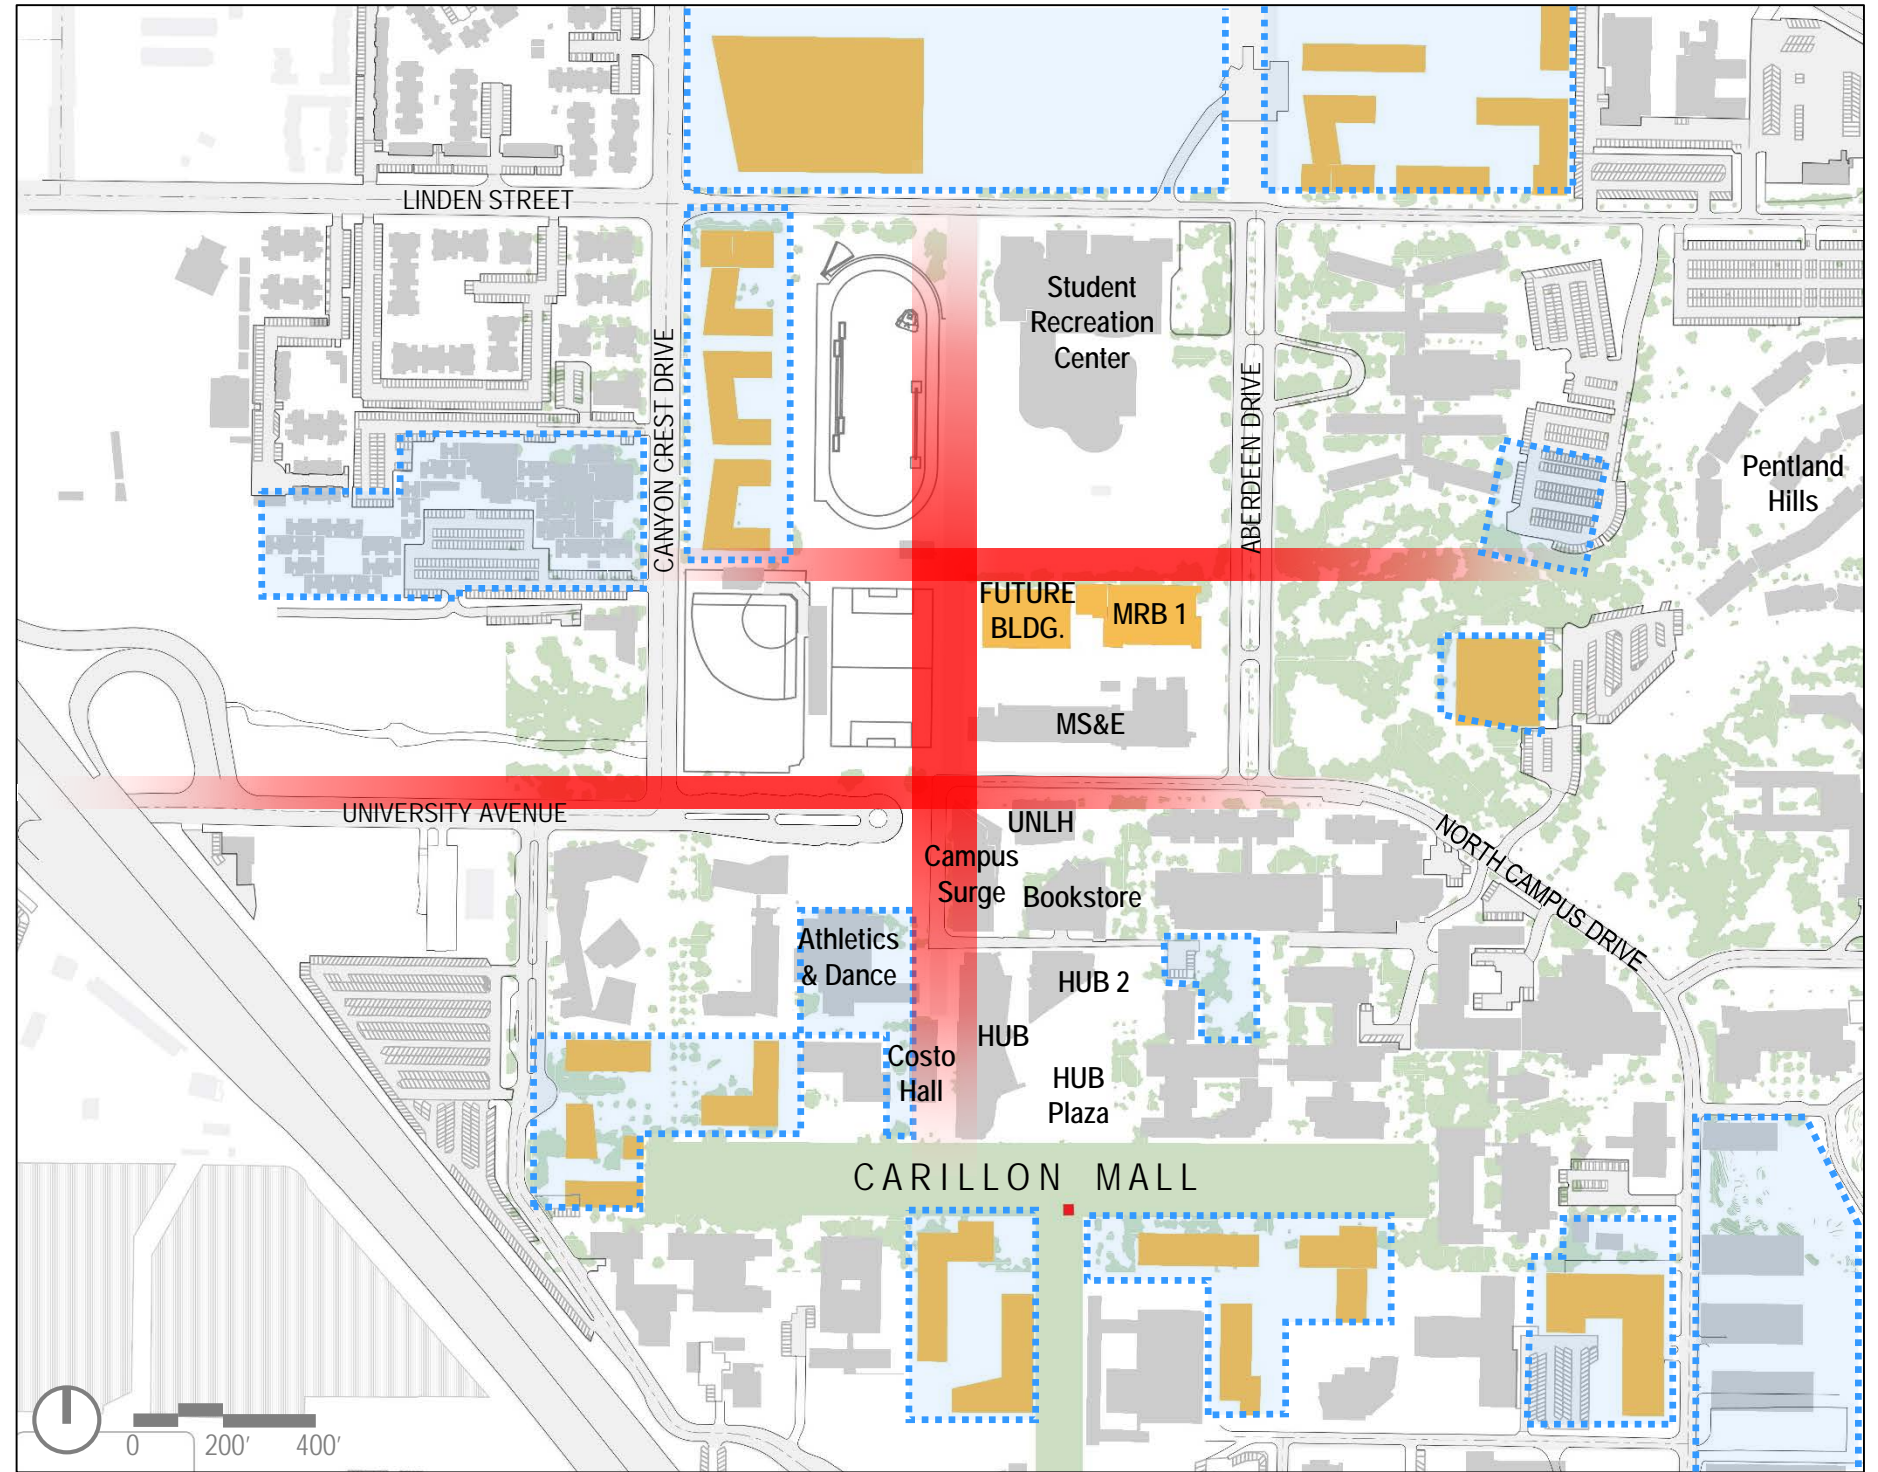 LINDEN STREET
Student
Recreation
Center
CANYON CREST DRIVE
ABERDEEN DRIVE
Pentland
Hills
FUTURE
BLDG.
MRB 1
MS&E
UNIVERSITY AVENUE
UNLH
Campus
Surge
Bookstore
NORTH CAMPUS DRIVE
Athletics
& Dance
HUB 2
HUB
Costo
Hall
HUB
Plaza
CARILLON MALL
0 200' 400'